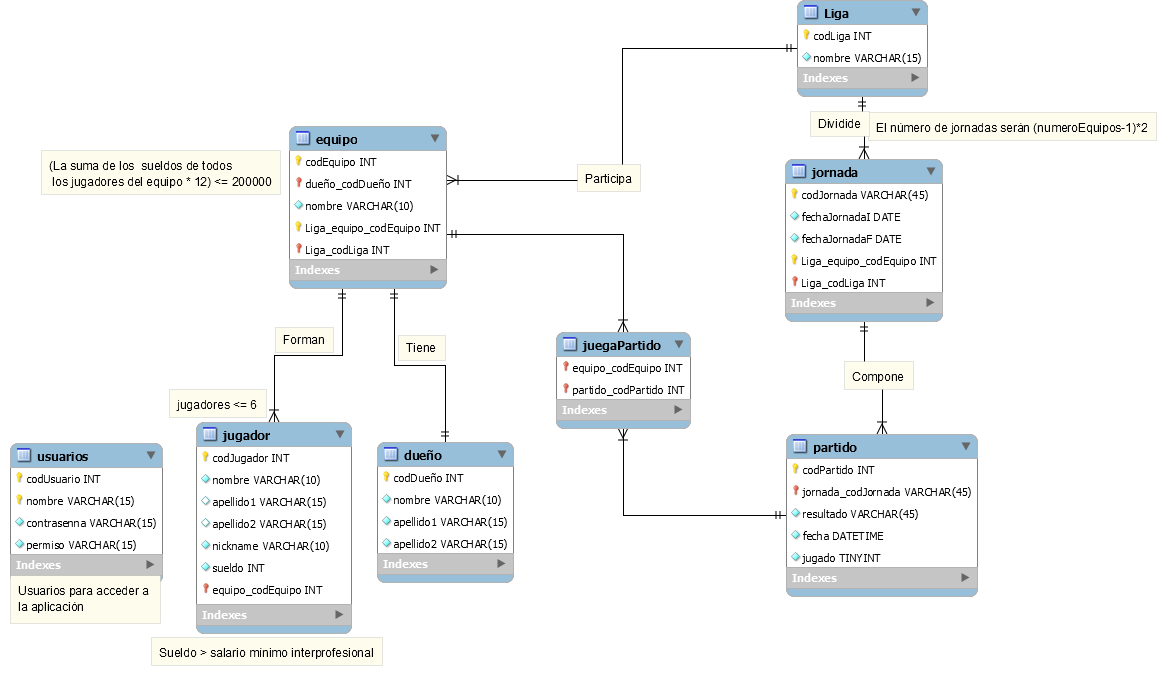 Liga
codLiga INT
nombre VARCHAR(15)
Indexes
Divididide
El número de jornadas serán (numeroEquipos-1)*2
equipo
codEquipo INT
dueño_codDueño INT
nombre VARCHAR(10)
Liga_equipo_codEquipo INT
Liga_codLiga INT
Indexes
(La suma de los  sueldos de todos
los jugadores del equipo * 12) <= 200000
Participa
jornada
codJornada VARCHAR(45)
fechaJornadaI DATE
fechaJornadaF DATE
Liga_equipo_codEquipo INT
Liga_codLiga INT
Indexes
Forman
Tiene
juegaPartido
equipo_codEquipo INT
partido_codPartido INT
Indexes
Compone
jugadores <= 6
usuarios
codUsuario INT
nombre VARCHAR(15)
contrasenna VARCHAR(15)
permiso VARCHAR(15)
Indexes
Usuarios para acceder a
la aplicación
jugador
codJugador INT
nombre VARCHAR(10)
apellido1 VARCHAR(15)
apellido2 VARCHAR(15)
nickname VARCHAR(10)
sueldo INT
equipo_codEquipo INT
Indexes
Sueldo > salario minimo interprofesional
dueño
codDueño INT
nombre VARCHAR(10)
apellido1 VARCHAR(15)
apellido2 VARCHAR(15)
Indexes
partido
codPartido INT
jornada_codJornada VARCHAR(45)
resultado VARCHAR(45)
fecha DATETIME
jugado TINYINT
Indexes